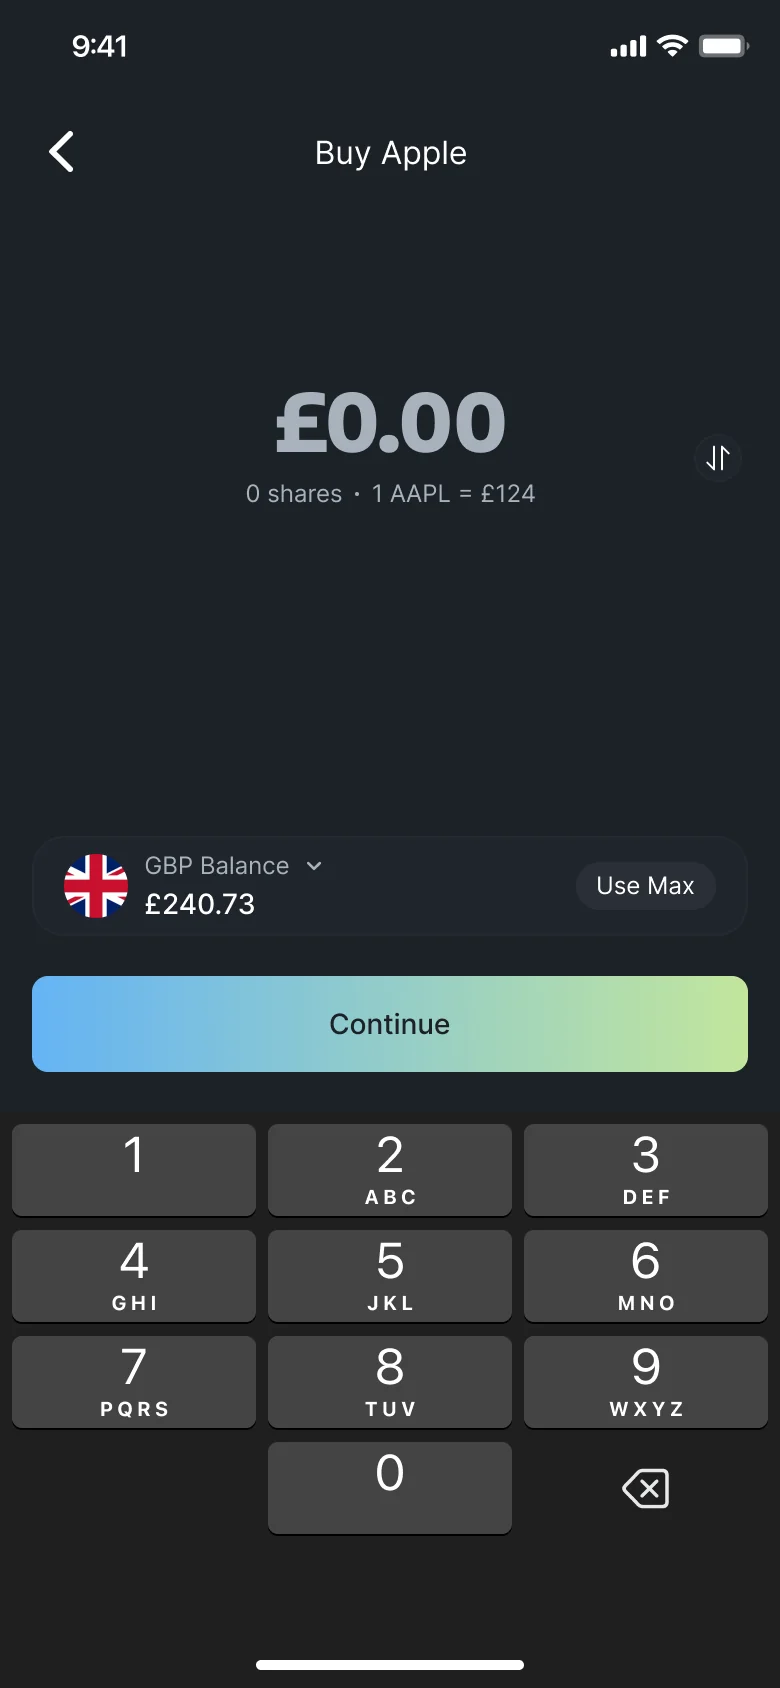 9:41
Buy Apple
£0.00
0 shares · 1 AAPL = £124
GBP Balance
£240.73
Use Max
Continue
1
2
ABC
3
DEF
4
GHI
5
JKL
6
MNO
7
PQRS
8
TUV
9
WXYZ
0